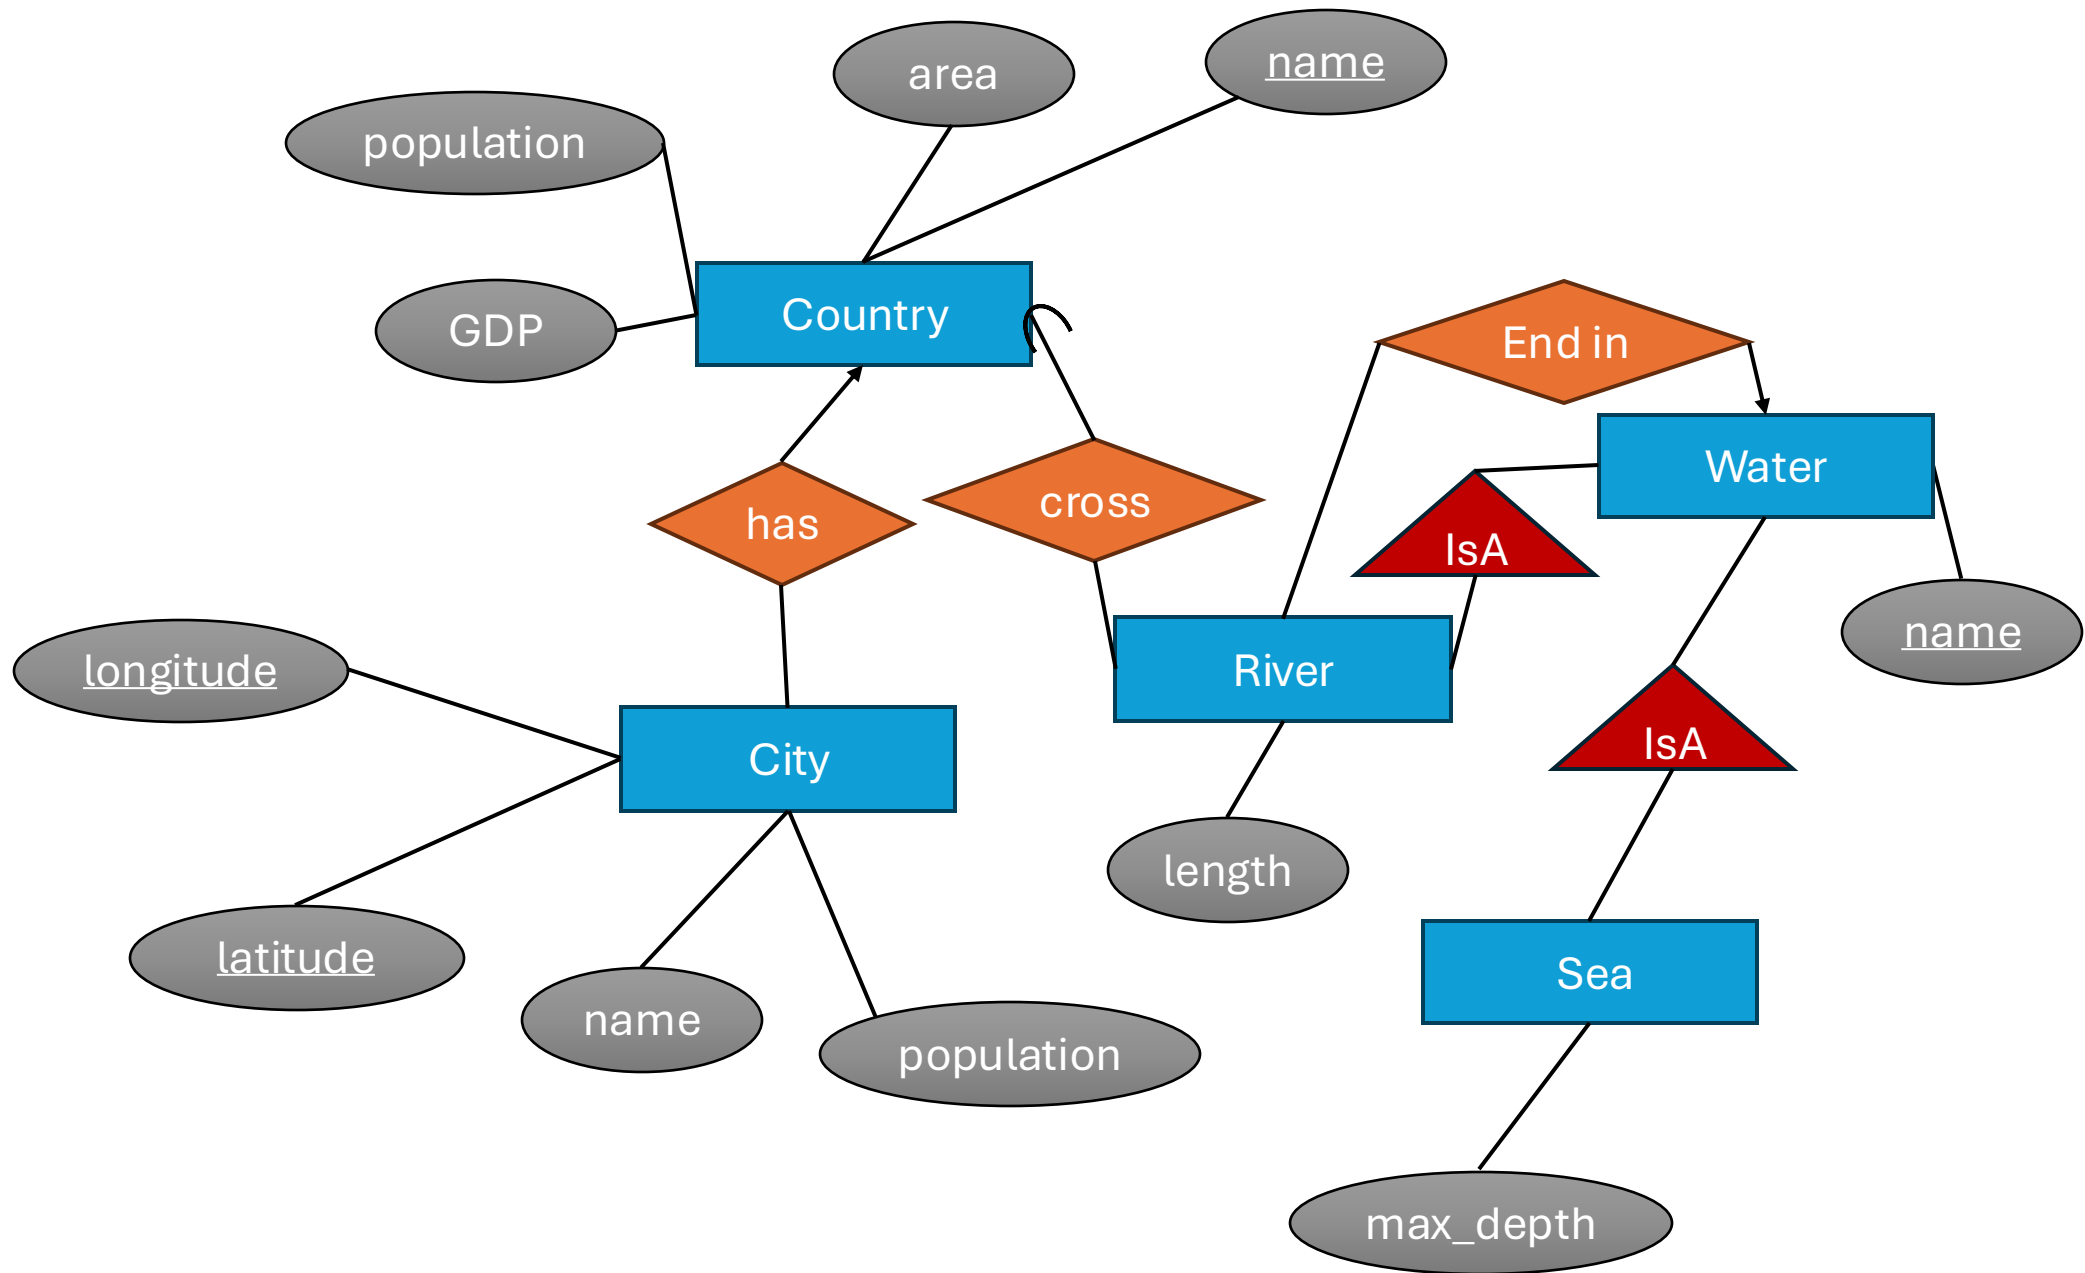 name
area
population
Country
GDP
End in
Water
cross
has
IsA
name
River
longitude
IsA
City
length
latitude
Sea
name
population
max_depth